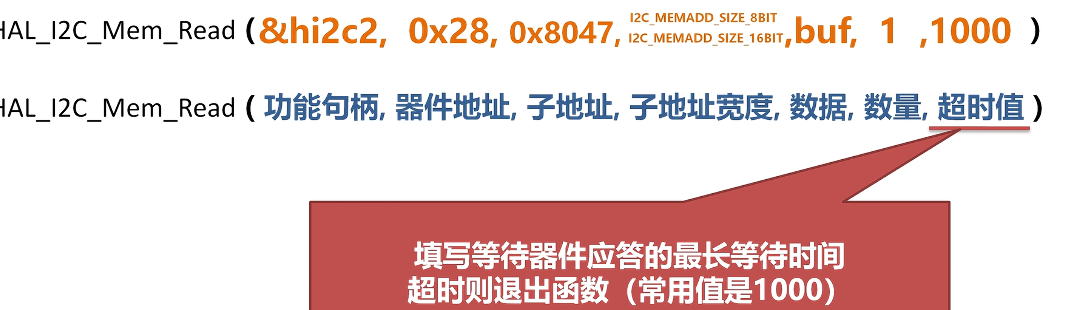 HAL_I2C_Mem_Read (&hi2c2, 0x28, 0x8047, I2C_MEMADD_SIZE_8BIT I2C_MEMADD_SIZE_16BIT ,buf, 1 ,1000 )
HAL_I2C_Mem_Read ( 功能句柄, 器件地址, 子地址, 子地址宽度, 数据, 数量, 超时值 )
填写等待器件应答的最长等待时间
超时则退出函数（常用值是1000）